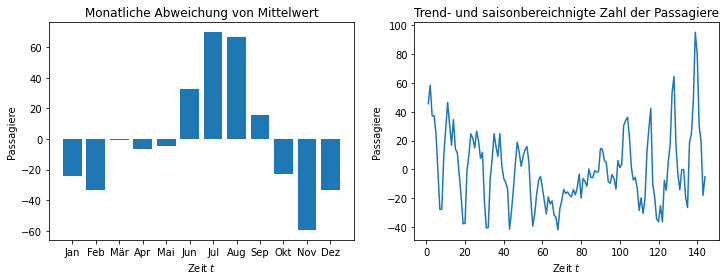 Monatliche Abweichung von Mittelwert
Passagiere
60
40
20
0
−20
−40
−60
Jan Feb Mär Apr Mai Jun Jul Aug Sep Okt Nov Dez
Zeit t
Trend- und saisonbereichnigte Zahl der Passagiere
Passagiere
100
80
60
40
20
0
−20
−40
0 20 40 60 80 100 120 140
Zeit t